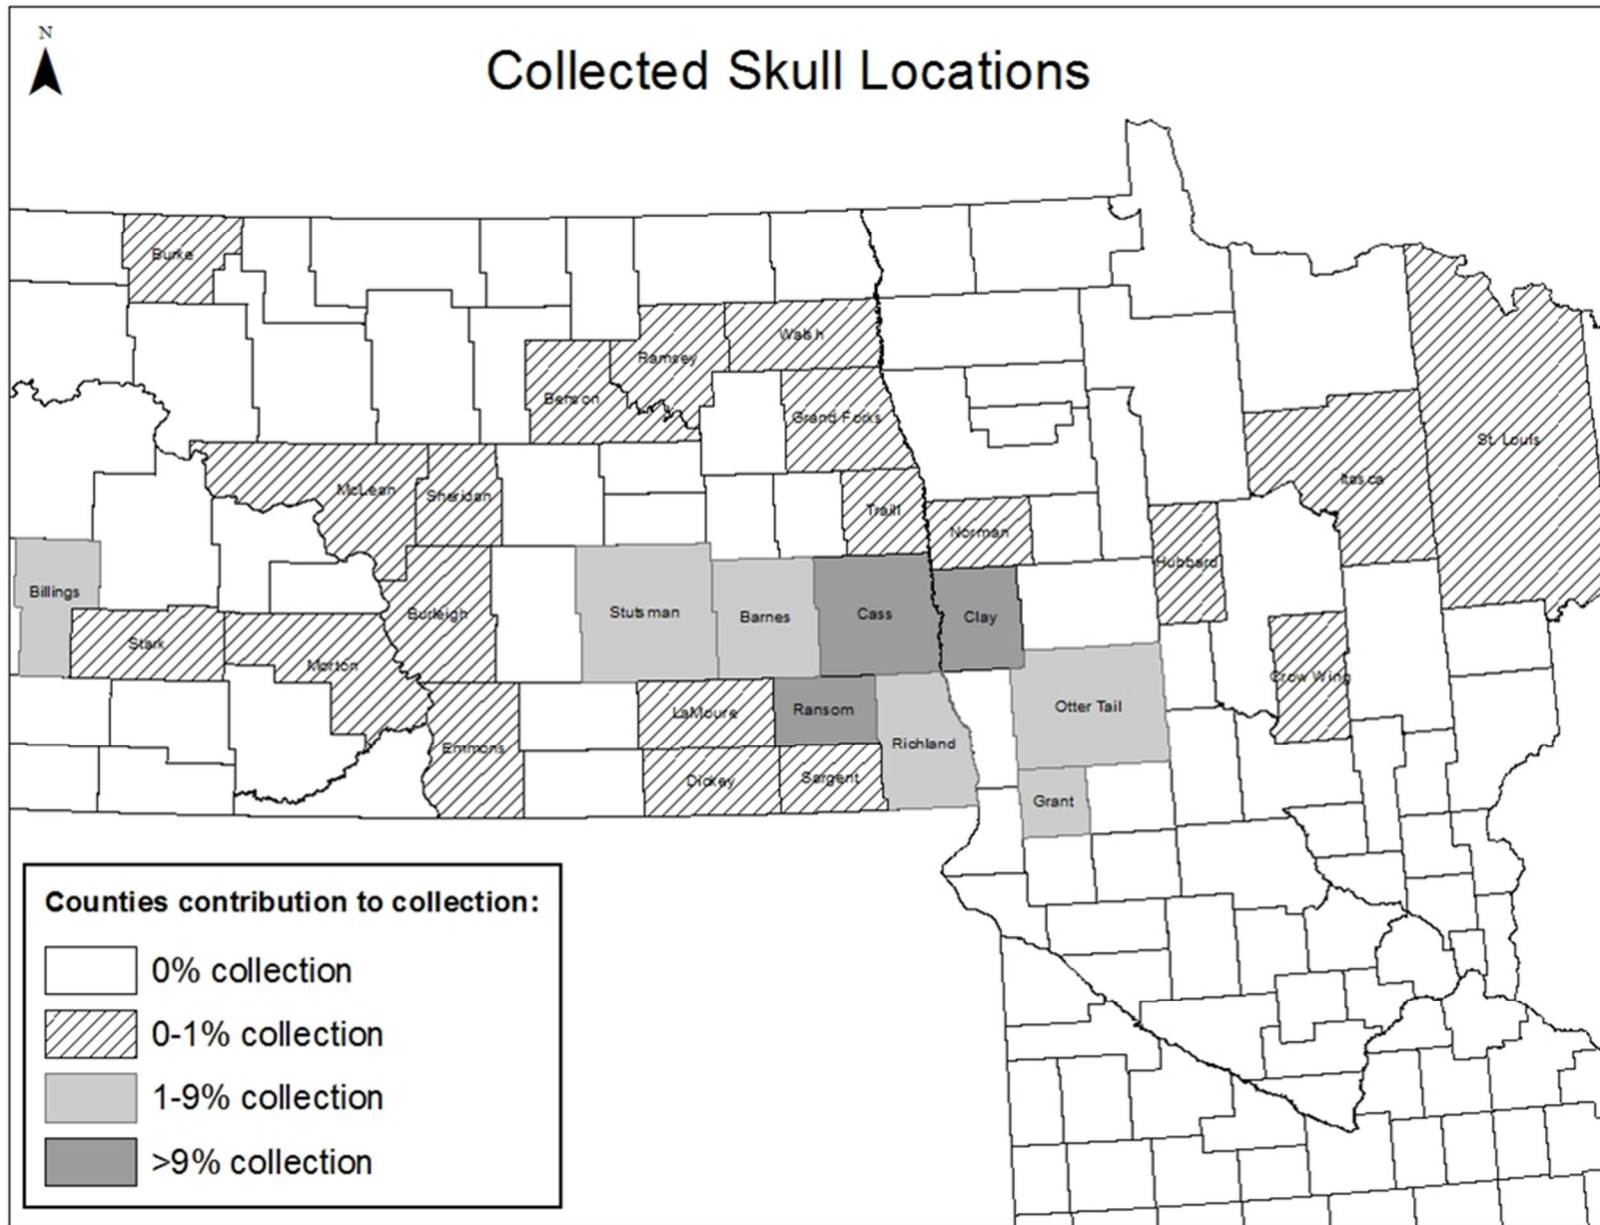 N
Collected Skull Locations
Burke
Walsh
Ramsey
Benson
Grand Forks
St. Louis
Itasca
McLean
Sheridan
Traill
Norman
Hubbard
Billings
Burleigh
Stutsman
Barnes
Cass
Clay
Stark
Morton
Crow Wing
LaMoure
Ransom
Otter Tail
Richland
Emmons
Dickey
Sargent
Grant
Counties contribution to collection:
0% collection
0-1% collection
1-9% collection
>9% collection